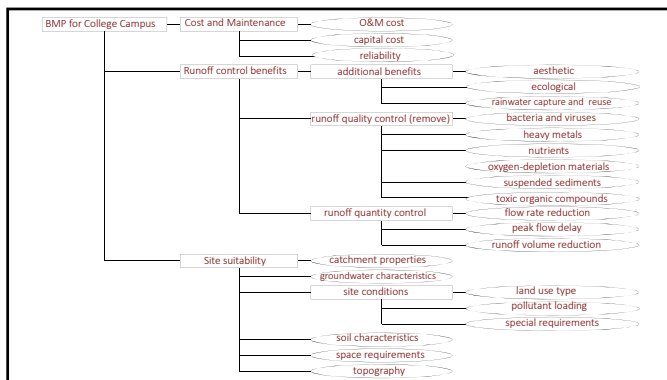 BMP for College Campus
Cost and Maintenance
O&M cost
capital cost
reliability
Runoff control benefits
additional benefits
aesthetic
ecological
rainwater capture and reuse
runoff quality control (remove)
bacteria and viruses
heavy metals
nutrients
oxygen-depletion materials
suspended sediments
toxic organic compounds
runoff quantity control
flow rate reduction
peak flow delay
runoff volume reduction
Site suitability
catchment properties
groundwater characteristics
site conditions
land use type
pollutant loading
special requirements
soil characteristics
space requirements
topography